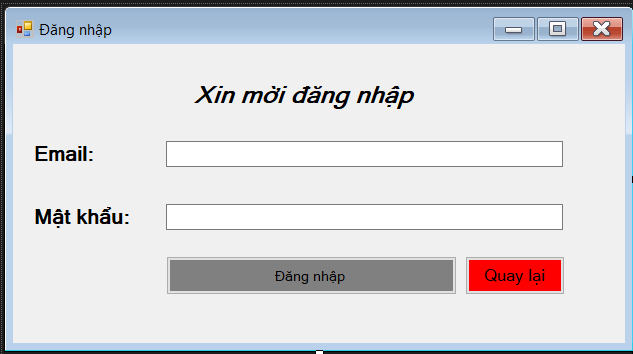 Đăng nhập
Xin mời đăng nhập
Email:
Mật khẩu:
Đăng nhập
Quay lại